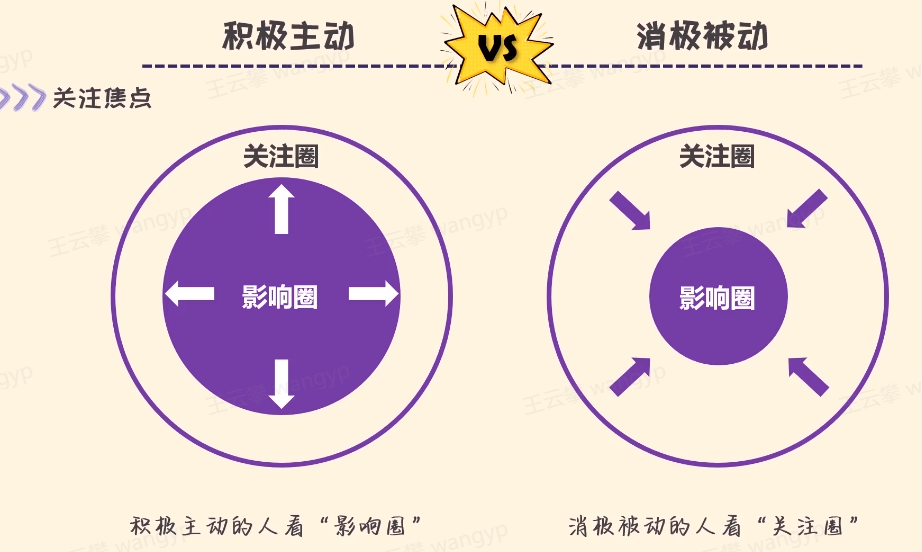 积极主动
VS
消极被动
关注焦点
关注圈
影响圈
关注圈
影响圈
积极主动的人看“影响圈”
消极被动的人看“关注圈”
王云攀 wangyp